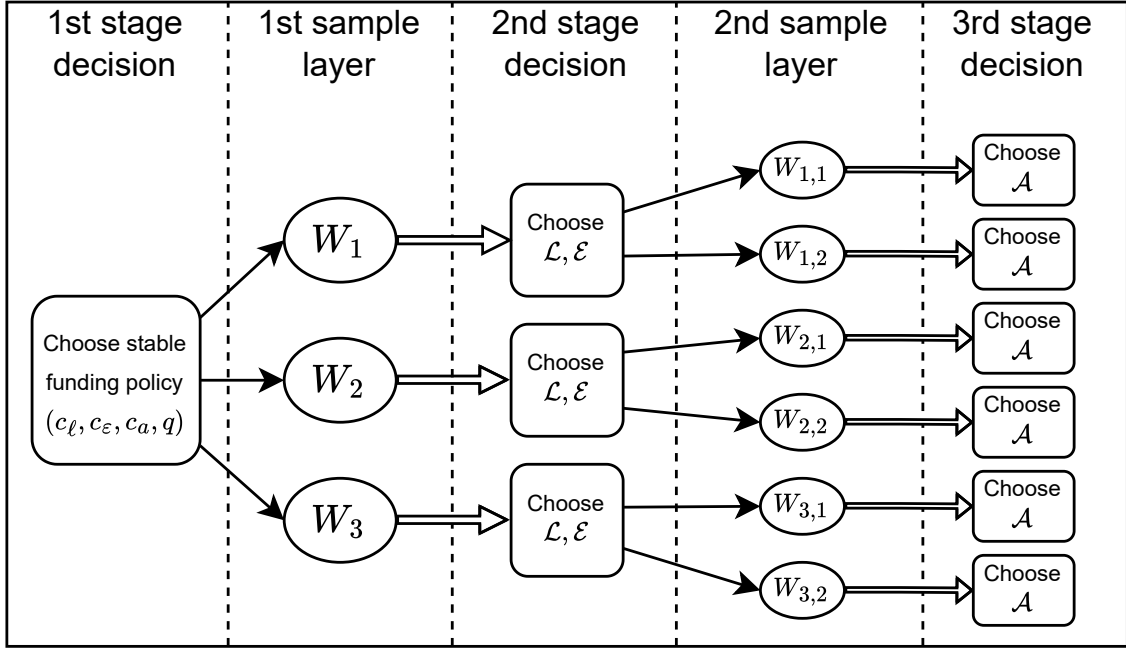 1st stage
decision
1st sample
layer
2nd stage
decision
2nd sample
layer
3rd stage
decision
Choose stable
funding policy
(c_ℓ, c_ε, c_a, q)
W_1
W_2
W_3
Choose
ℒ, ℰ
Choose
ℒ, ℰ
Choose
ℒ, ℰ
W_{1,1}
W_{1,2}
W_{2,1}
W_{2,2}
W_{3,1}
W_{3,2}
Choose
𝒜
Choose
𝒜
Choose
𝒜
Choose
𝒜
Choose
𝒜
Choose
𝒜